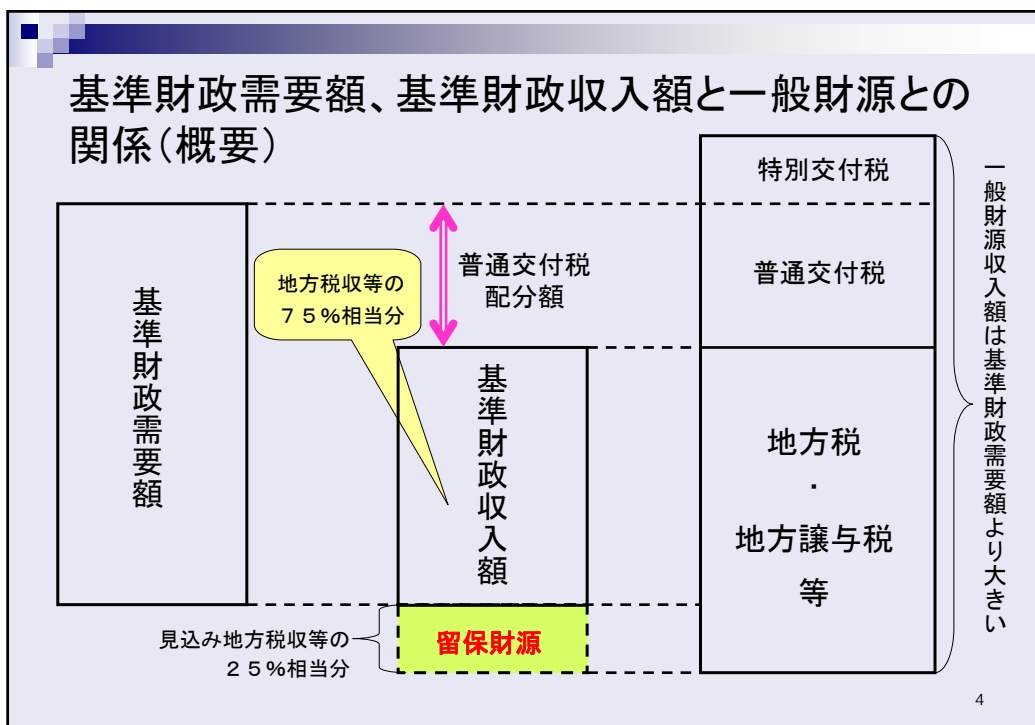 基準財政需要額、基準財政収入額と一般財源との
関係（概要）
基準財政需要額
地方税収等の
７５％相当分
普通交付税
配分額
基準財政収入額
留保財源
見込み地方税収等の
２５％相当分
特別交付税
普通交付税
地方税
・
地方譲与税
等
一般財源収入額は基準財政需要額より大きい
4